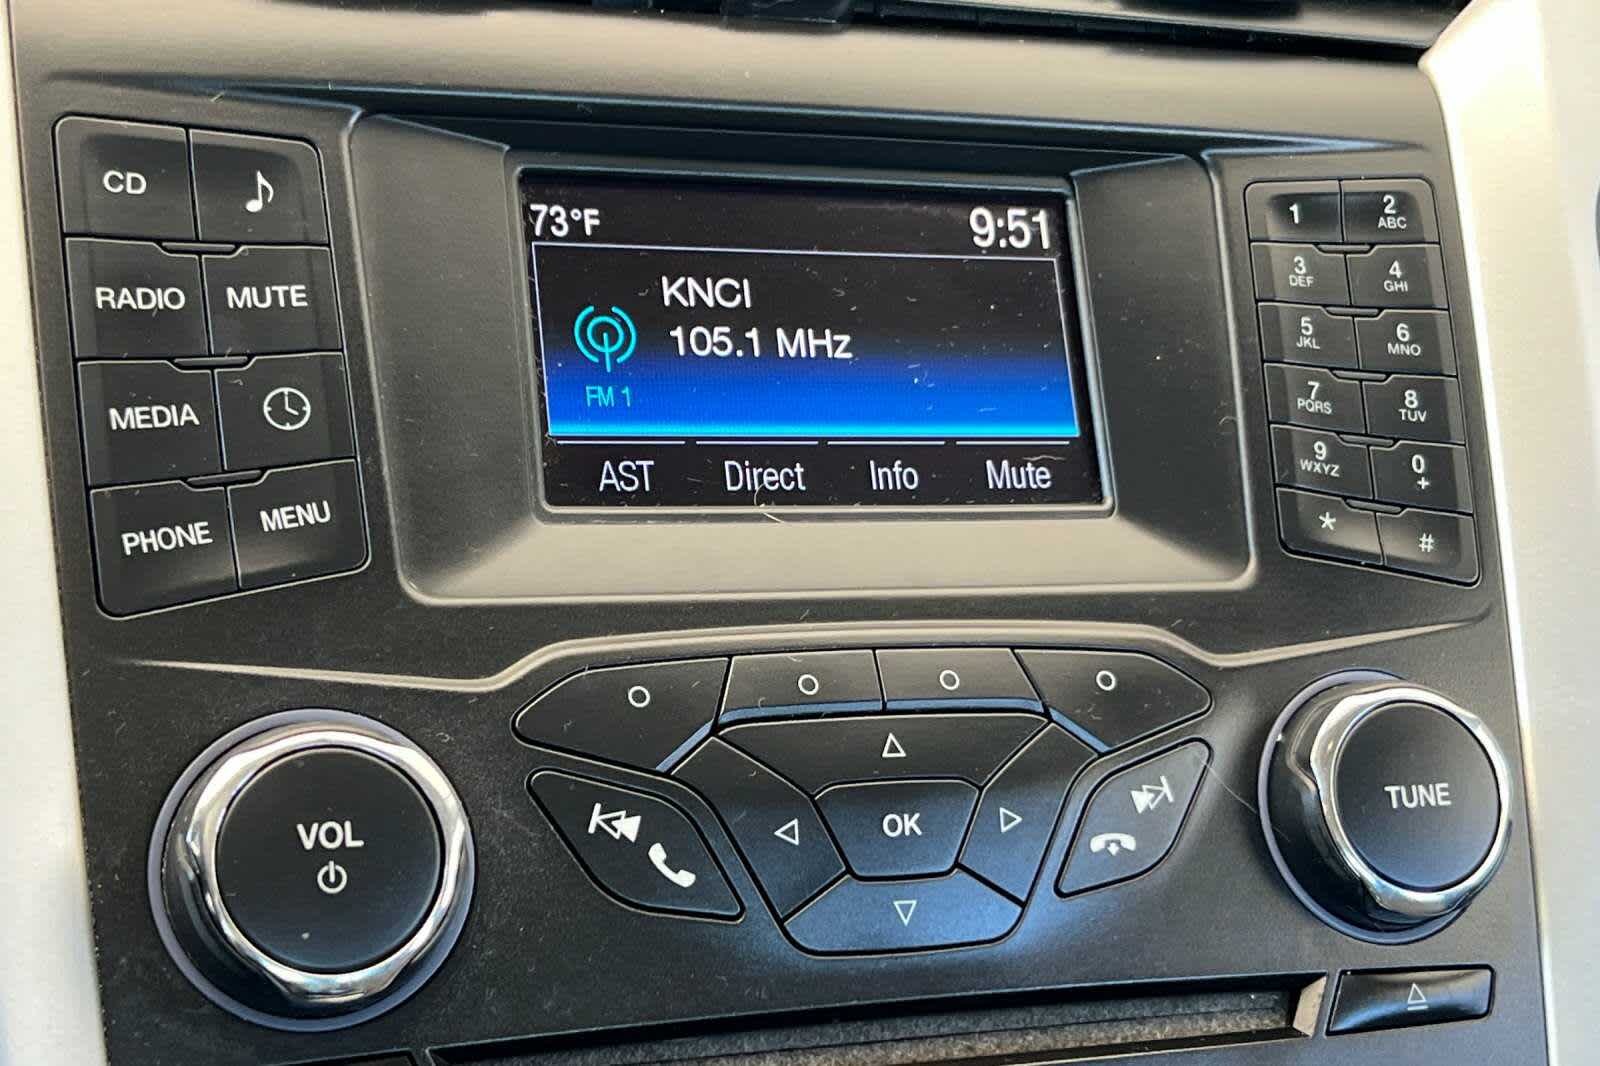 CD
RADIO MUTE
MEDIA
PHONE MENU
73°F 9:51
KNCI
105.1 MHz
FM 1
AST Direct Info Mute
1 2 ABC
3 DEF 4 GHI
5 JKL 6 MNO
7 PQRS 8 TUV
9 WXYZ 0 +
* #
VOL
OK
TUNE